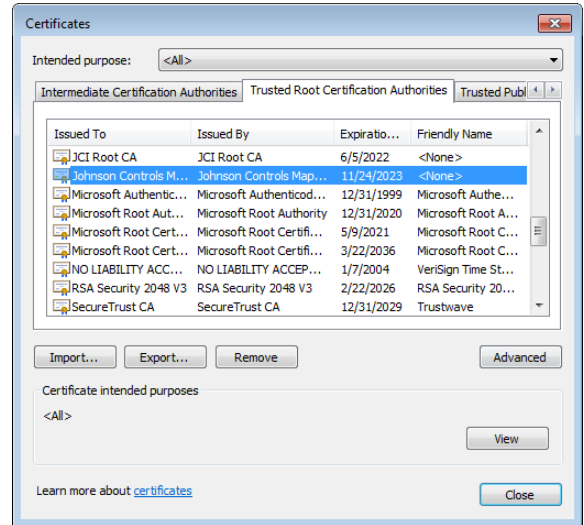 Certificates
Intended purpose: <All>
Intermediate Certification Authorities Trusted Root Certification Authorities Trusted Publ
Issued To Issued By Expiratio... Friendly Name
JCI Root CA JCI Root CA 6/5/2022 <None>
Johnson Controls M... Johnson Controls Map... 11/24/2023 <None>
Microsoft Authentic... Microsoft Authenticod... 12/31/1999 Microsoft Authe...
Microsoft Root Aut... Microsoft Root Authority 12/31/2020 Microsoft Root A...
Microsoft Root Cert... Microsoft Root Certifi... 5/9/2021 Microsoft Root C...
Microsoft Root Cert... Microsoft Root Certifi... 3/22/2036 Microsoft Root C...
NO LIABILITY ACC... NO LIABILITY ACCEP... 1/7/2004 VeriSign Time St...
RSA Security 2048 V3 RSA Security 2048 V3 2/22/2026 RSA Security 20...
SecureTrust CA SecureTrust CA 12/31/2029 Trustwave
Import... Export... Remove Advanced
Certificate intended purposes
<All>
View
Learn more about certificates
Close